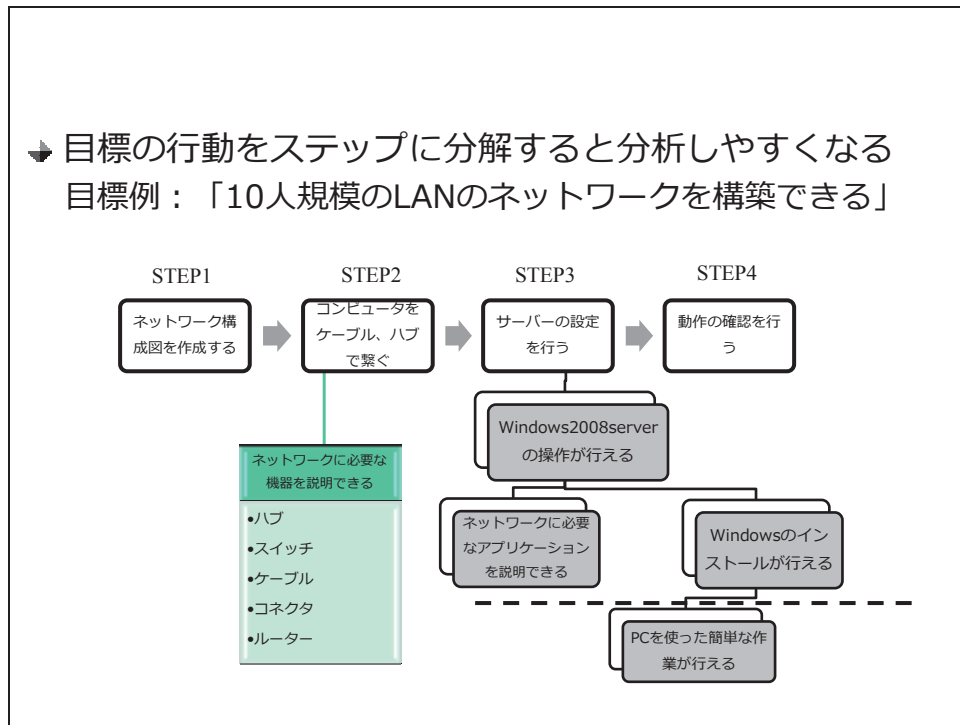 目標の行動をステップに分解すると分析しやすくなる
目標例：「10人規模のLANのネットワークを構築できる」
STEP1
STEP2
STEP3
STEP4
ネットワーク構
成図を作成する
コンピュータを
ケーブル、ハブ
で繋ぐ
サーバーの設定
を行う
動作の確認を行
う
Windows2008server
の操作が行える
ネットワークに必要な
機器を説明できる
•ハブ
•スイッチ
•ケーブル
•コネクタ
•ルーター
ネットワークに必要
なアプリケーション
を説明できる
Windowsのイン
ストールが行える
PCを使った簡単な作
業が行える